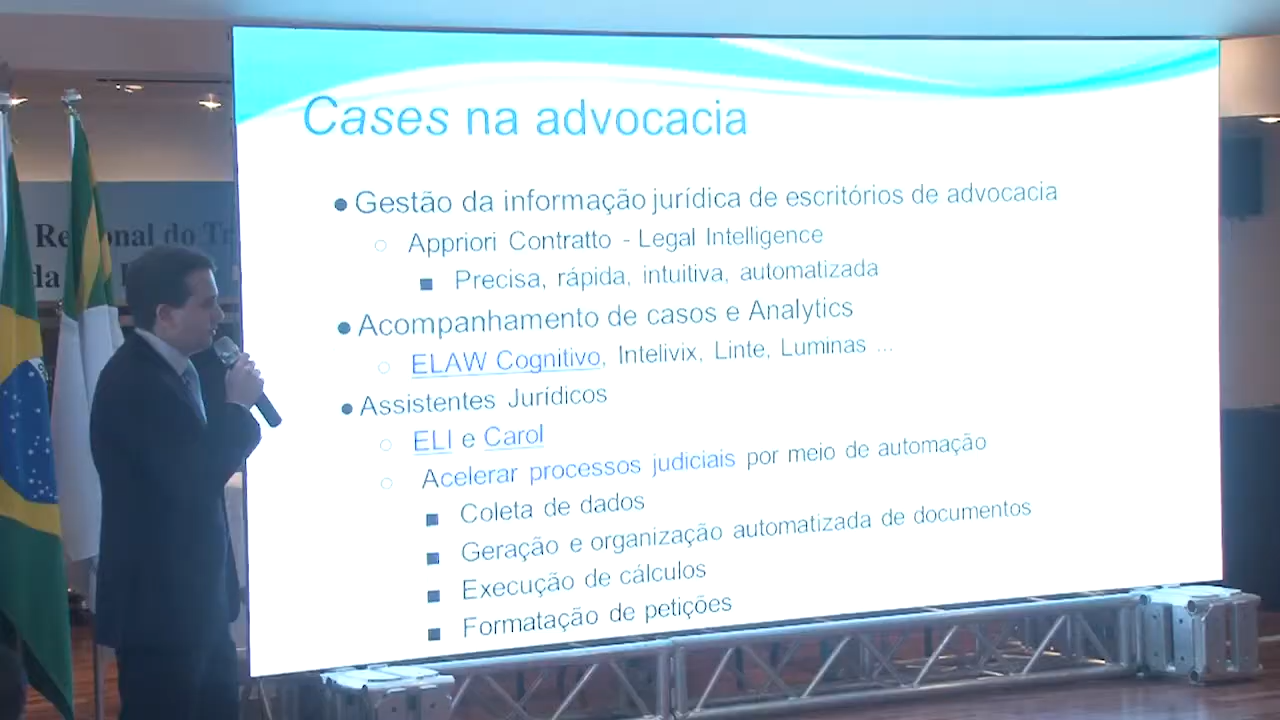 Cases na advocacia
● Gestão da informação jurídica de escritórios de advocacia
○ Appriori Contratto - Legal Intelligence
■ Precisa, rápida, intuitiva, automatizada
● Acompanhamento de casos e Analytics
○ ELAW Cognitivo, Intelivix, Linte, Luminas ...
● Assistentes Jurídicos
○ ELI e Carol
○ Acelerar processos judiciais por meio de automação
■ Coleta de dados
■ Geração e organização automatizada de documentos
■ Execução de cálculos
■ Formatação de petições
do
da